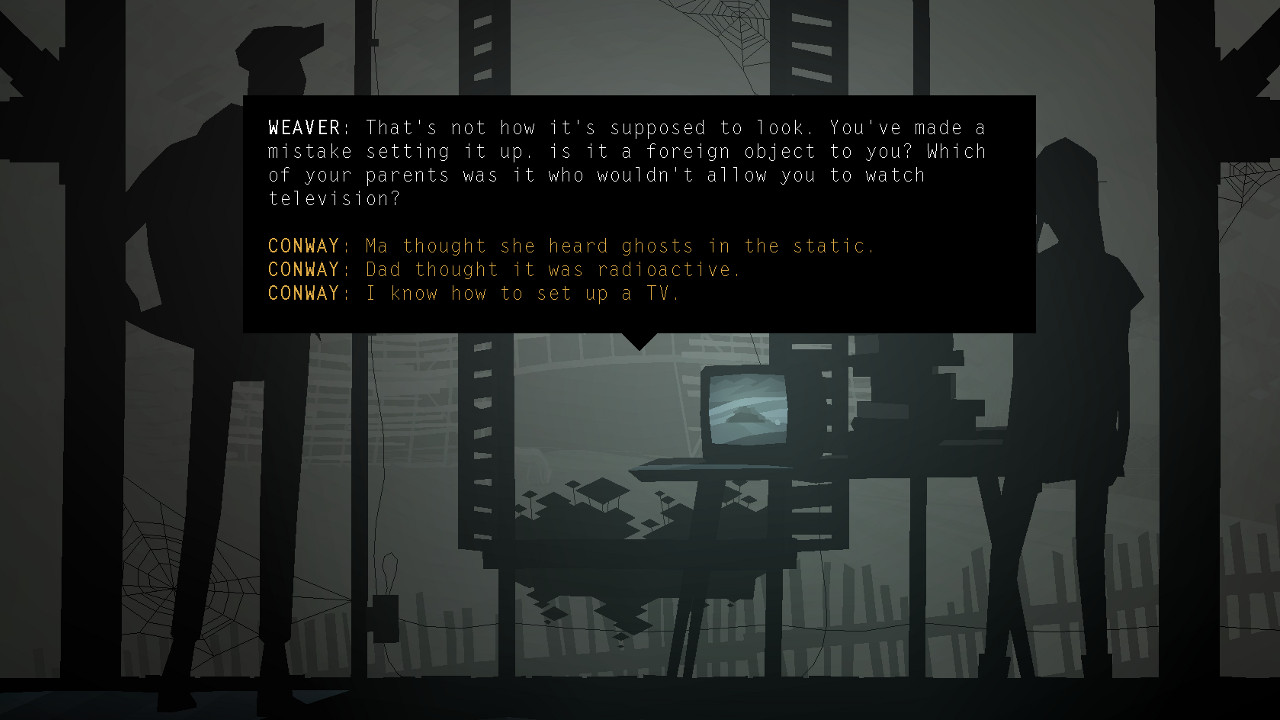 WEAVER: That's not how it's supposed to look. You've made a
mistake setting it up. is it a foreign object to you? Which
of your parents was it who wouldn't allow you to watch
television?
CONWAY: Ma thought she heard ghosts in the static.
CONWAY: Dad thought it was radioactive.
CONWAY: I know how to set up a TV.